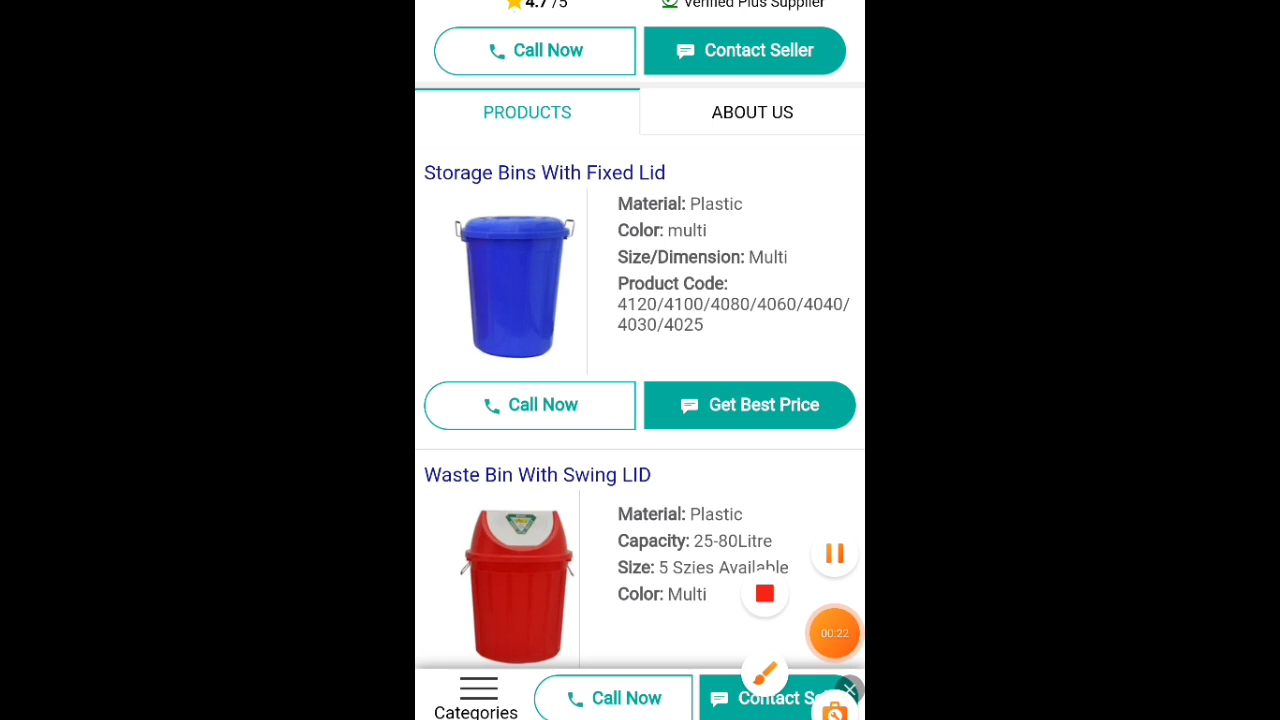 4.7 /5
Verified Plus Supplier
Call Now
Contact Seller
PRODUCTS
ABOUT US
Storage Bins With Fixed Lid
Material: Plastic
Color: multi
Size/Dimension: Multi
Product Code:
4120/4100/4080/4060/4040/
4030/4025
Call Now
Get Best Price
Waste Bin With Swing LID
Material: Plastic
Capacity: 25-80Litre
Size: 5 Szies Available
Color: Multi
00:22
Categories
Call Now
Contact